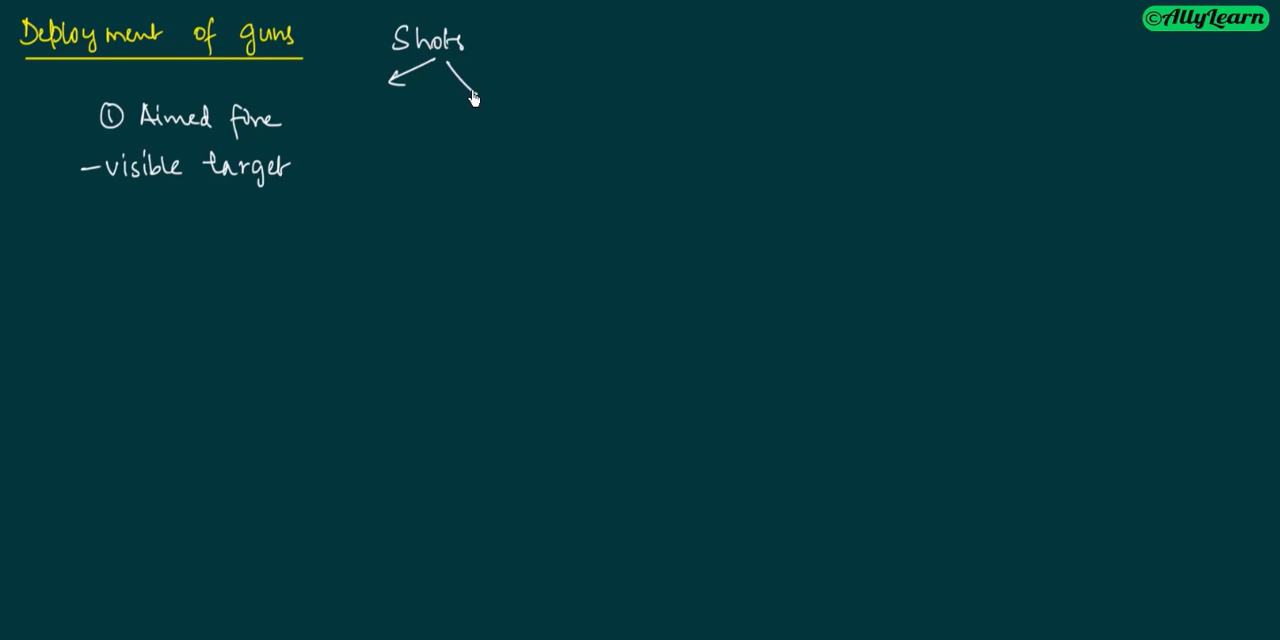 Deployment of guns
Shots
① Aimed fire
- visible target
©AllyLearn